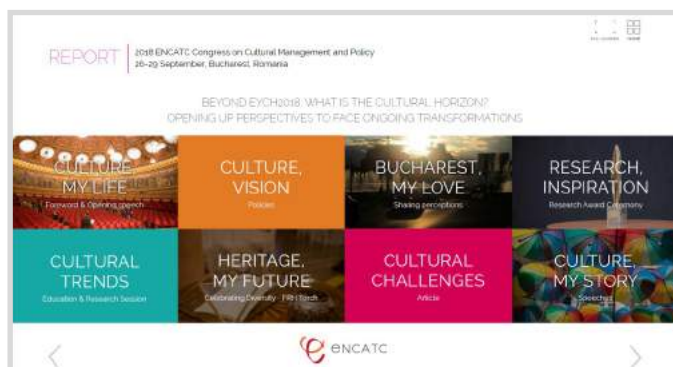 REPORT
2018 ENCATC Congress on Cultural Management and Policy
26-29 September, Bucharest, Romania
BEYOND EYCH2018: WHAT IS THE CULTURAL HORIZON?
OPENING UP PERSPECTIVES TO FACE ONGOING TRANSFORMATIONS
CULTURE,
MY LIFE
Foreword & Opening speech
CULTURE,
VISION
Policies
BUCHAREST,
MY LOVE
Sharing perceptions
RESEARCH,
INSPIRATION
Research Award Ceremony
CULTURAL
TRENDS
Education & Research Session
HERITAGE,
MY FUTURE
Celebrating Diversity - FRH Torch
CULTURAL
CHALLENGES
Article
CULTURE,
MY STORY
Speeches
encatc